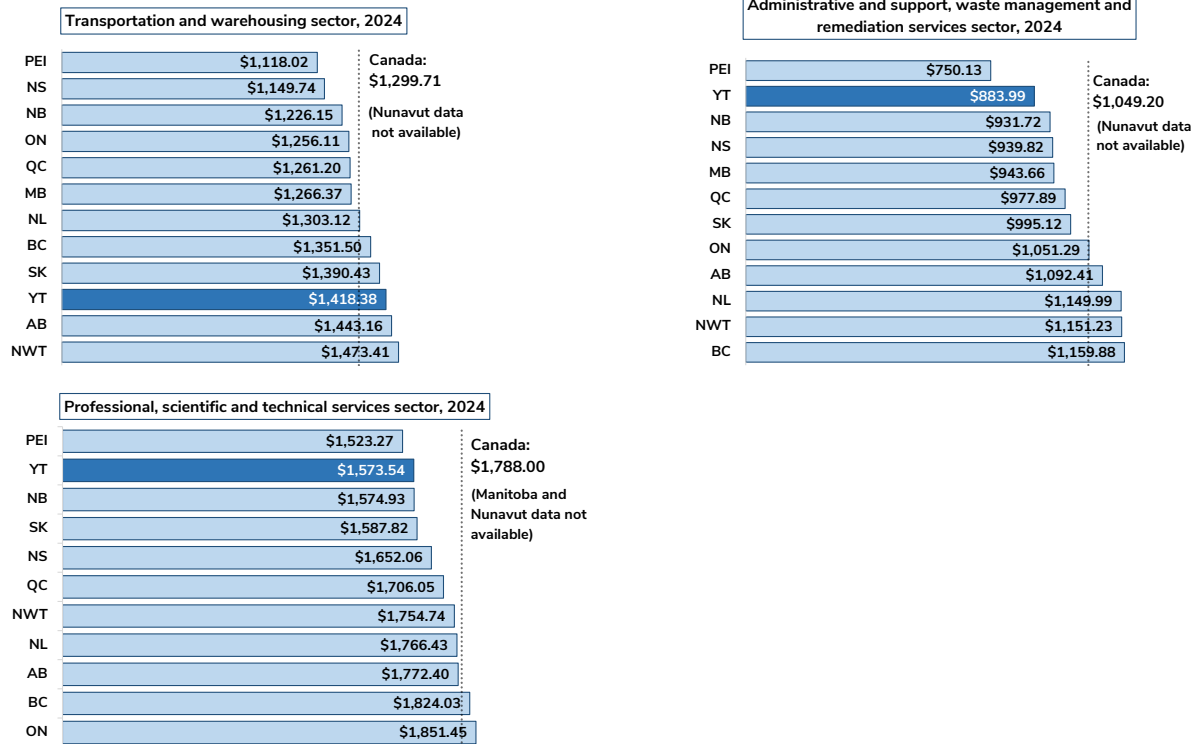 Transportation and warehousing sector, 2024
PEI $1,118.02
NS $1,149.74
NB $1,226.15
ON $1,256.11
QC $1,261.20
MB $1,266.37
NL $1,303.12
BC $1,351.50
SK $1,390.43
YT $1,418.38
AB $1,443.16
NWT $1,473.41
Canada:
$1,299.71
(Nunavut data
not available)
Administrative and support, waste management and
remediation services sector, 2024
PEI $750.13
YT $883.99
NB $931.72
NS $939.82
MB $943.66
QC $977.89
SK $995.12
ON $1,051.29
AB $1,092.41
NL $1,149.99
NWT $1,151.23
BC $1,159.88
Canada:
$1,049.20
(Nunavut data
not available)
Professional, scientific and technical services sector, 2024
PEI $1,523.27
YT $1,573.54
NB $1,574.93
SK $1,587.82
NS $1,652.06
QC $1,706.05
NWT $1,754.74
NL $1,766.43
AB $1,772.40
BC $1,824.03
ON $1,851.45
Canada:
$1,788.00
(Manitoba and
Nunavut data not
available)